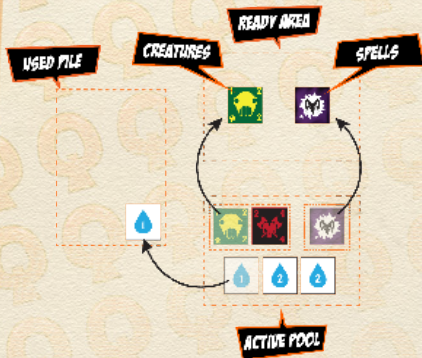 READY AREA
CREATURES
SPELLS
USED PILE
1
1
2
2
ACTIVE POOL